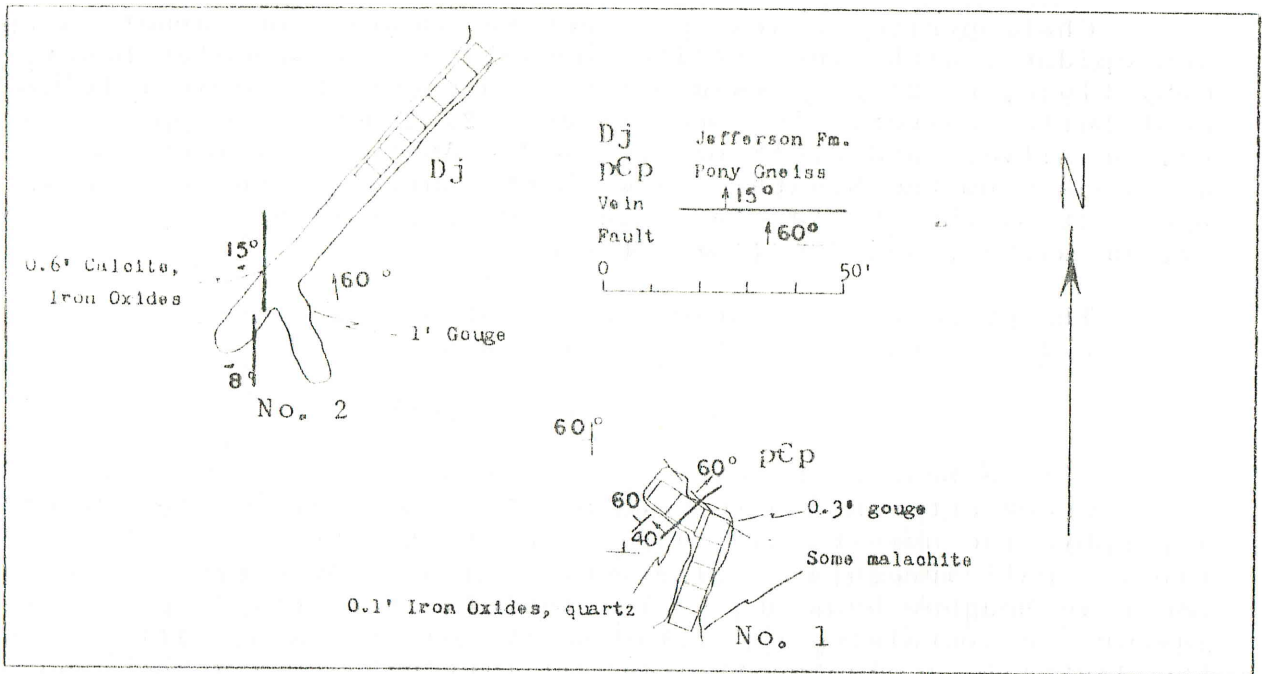 Dj
Dj Jefferson Fm.
pЄp Pony Gneiss
Vein 15°
Fault 60°
0 50'
N
15°
0.6' Calcite,
Iron Oxides
60°
1' Gouge
8°
No. 2
60°
60° pЄp
60
0.3' gouge
40
Some malachite
0.1' Iron Oxides, quartz
No. 1